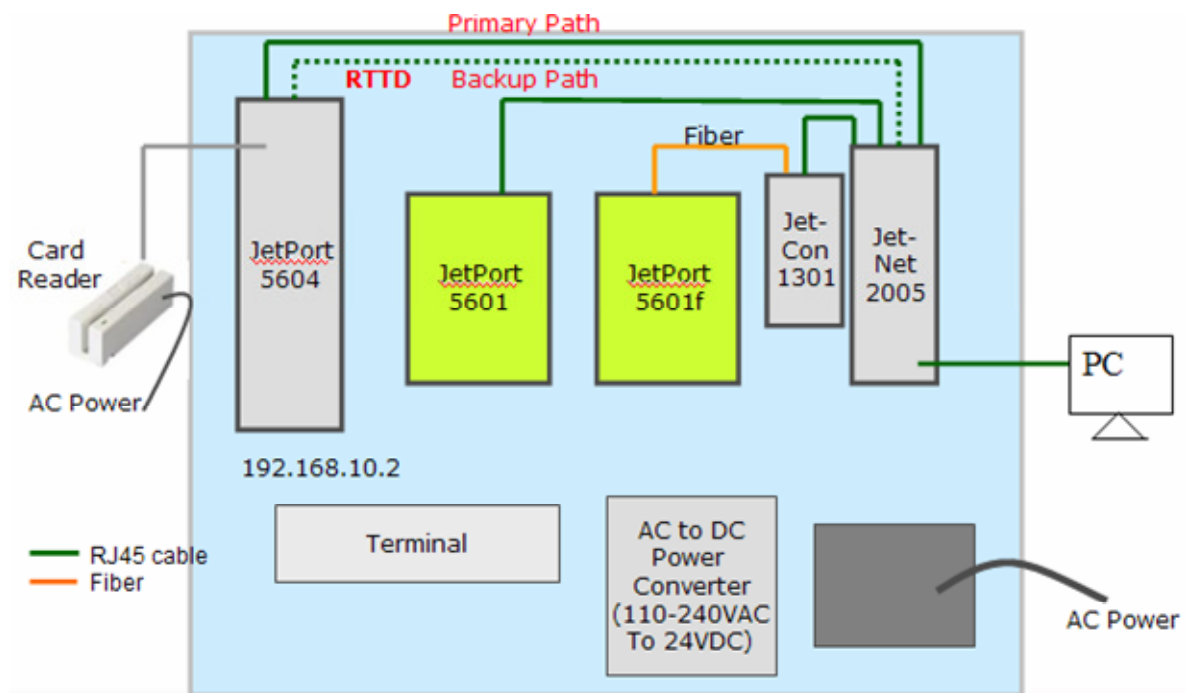 Primary Path
RTTD Backup Path
Fiber
Card
Reader
JetPort
5604
JetPort
5601
JetPort
5601f
Jet-
Con
1301
Jet-
Net
2005
PC
AC Power
192.168.10.2
Terminal
AC to DC
Power
Converter
(110-240VAC
To 24VDC)
RJ45 cable
Fiber
AC Power